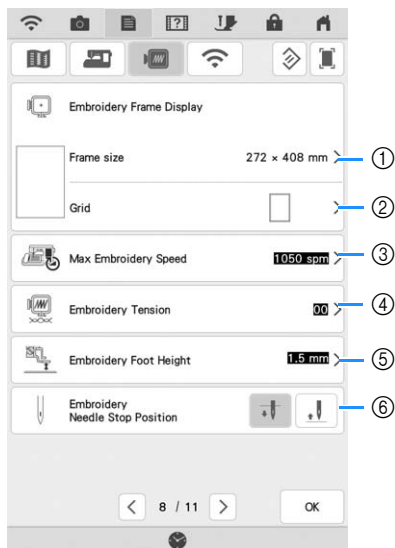 Embroidery Frame Display
Frame size 272 × 408 mm ①
Grid ②
Max Embroidery Speed 1050 spm ③
Embroidery Tension 00 ④
Embroidery Foot Height 1.5 mm ⑤
Embroidery
Needle Stop Position ⑥
8 / 11 OK